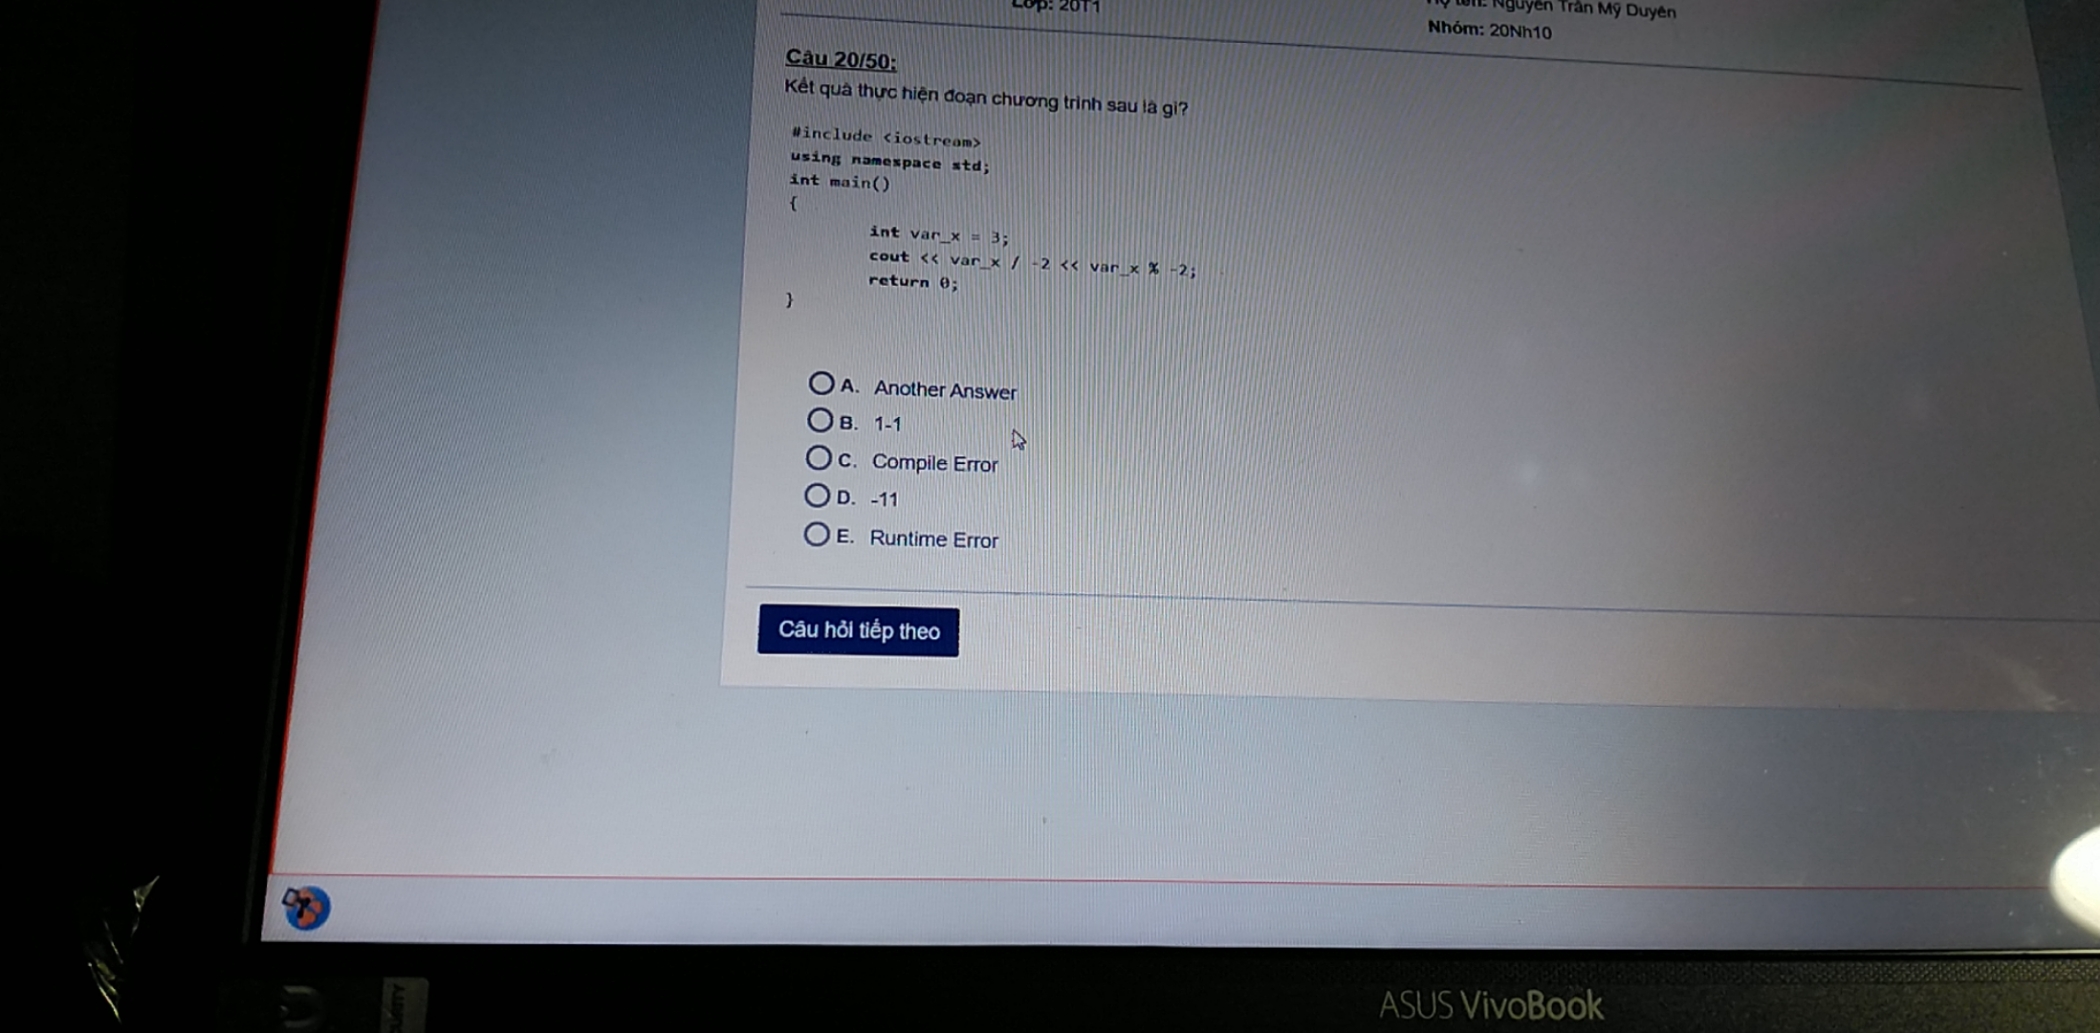 Lớp: 20T1
Họ tên: Nguyễn Trần Mỹ Duyên
Nhóm: 20Nh10
Câu 20/50:
Kết quả thực hiện đoạn chương trình sau là gì?
#include <iostream>
using namespace std;
int main()
{
int var_x = 3;
cout << var_x / -2 << var_x % -2;
return 0;
}
A. Another Answer
B. 1-1
C. Compile Error
D. -11
E. Runtime Error
Câu hỏi tiếp theo
ASUS VivoBook